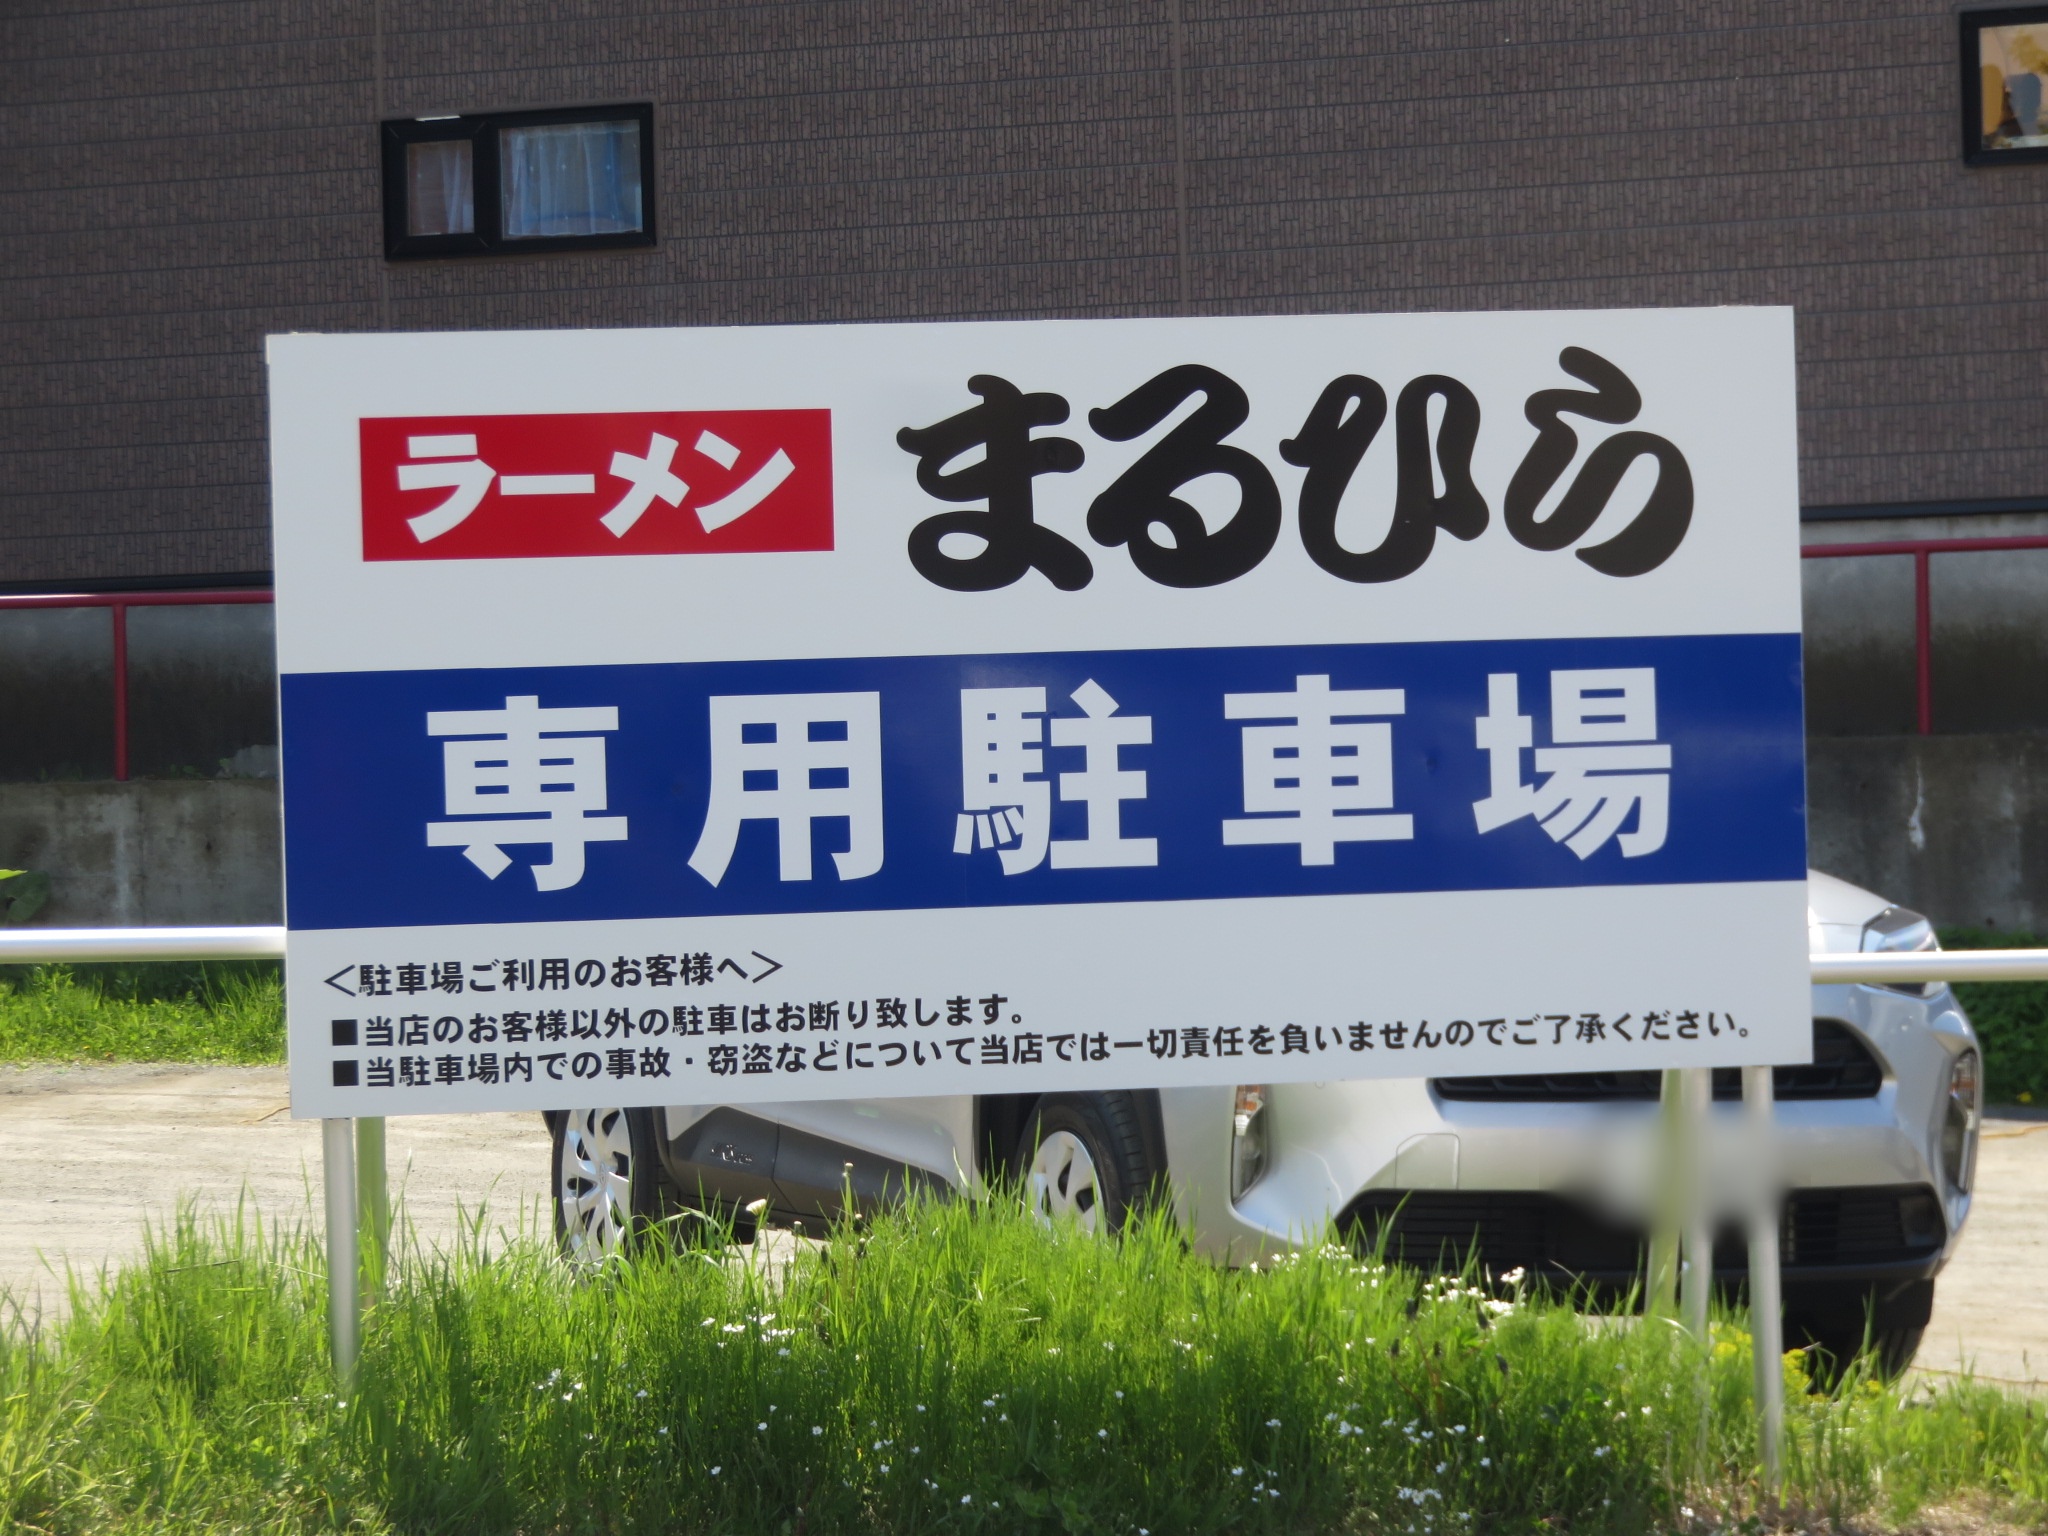 ラーメン まるひら
専用駐車場
＜駐車場ご利用のお客様へ＞
■当店のお客様以外の駐車はお断り致します。
■当駐車場内での事故・窃盗などについて当店では一切責任を負いませんのでご了承ください。